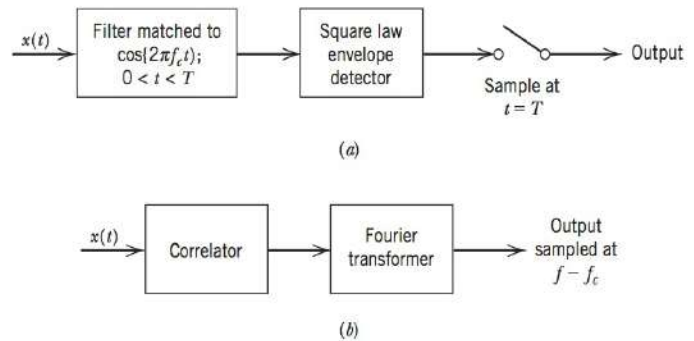 x(t)
Filter matched to
cos(2πf_c t);
0 < t < T
Square law
envelope
detector
Sample at
t = T
Output
(a)
x(t)
Correlator
Fourier
transformer
Output
sampled at
f – f_c
(b)